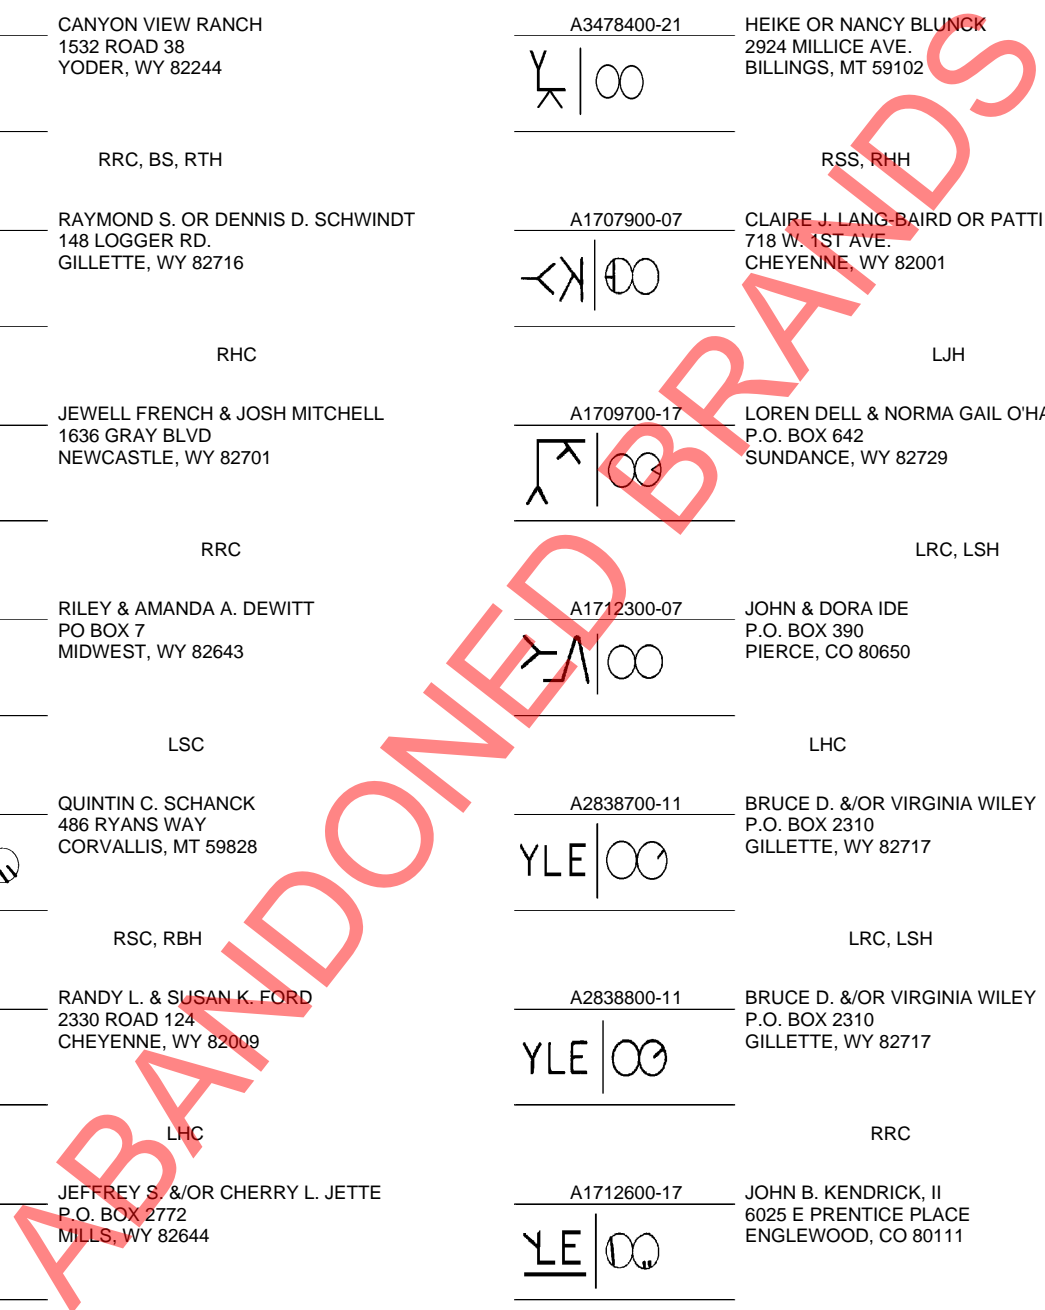 CANYON VIEW RANCH
1532 ROAD 38
YODER, WY 82244
RRC, BS, RTH
RAYMOND S. OR DENNIS D. SCHWINDT
148 LOGGER RD.
GILLETTE, WY 82716
RHC
JEWELL FRENCH & JOSH MITCHELL
1636 GRAY BLVD
NEWCASTLE, WY 82701
RRC
RILEY & AMANDA A. DEWITT
PO BOX 7
MIDWEST, WY 82643
LSC
QUINTIN C. SCHANCK
486 RYANS WAY
CORVALLIS, MT 59828
RSC, RBH
RANDY L. & SUSAN K. FORD
2330 ROAD 124
CHEYENNE, WY 82009
LHC
JEFFREY S. &/OR CHERRY L. JETTE
P.O. BOX 2772
MILLS, WY 82644
A3478400-21
HEIKE OR NANCY BLUNCK
2924 MILLICE AVE.
BILLINGS, MT 59102
RSS, RHH
A1707900-07
CLAIRE J. LANG-BAIRD OR PATTI
718 W. 1ST AVE.
CHEYENNE, WY 82001
LJH
A1709700-17
LOREN DELL & NORMA GAIL O'HA
P.O. BOX 642
SUNDANCE, WY 82729
LRC, LSH
A1712300-07
JOHN & DORA IDE
P.O. BOX 390
PIERCE, CO 80650
LHC
A2838700-11
BRUCE D. &/OR VIRGINIA WILEY
P.O. BOX 2310
GILLETTE, WY 82717
YLE
LRC, LSH
A2838800-11
BRUCE D. &/OR VIRGINIA WILEY
P.O. BOX 2310
GILLETTE, WY 82717
YLE
RRC
A1712600-17
JOHN B. KENDRICK, II
6025 E PRENTICE PLACE
ENGLEWOOD, CO 80111
YLE
ABANDONED BRANDS